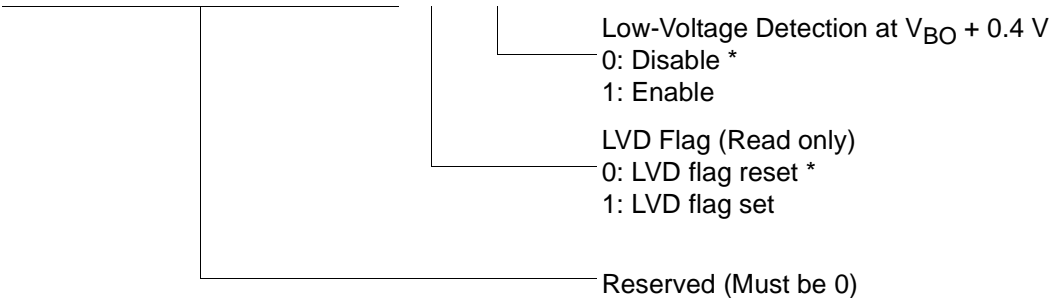 Low-Voltage Detection at VBO + 0.4 V
0: Disable *
1: Enable
LVD Flag (Read only)
0: LVD flag reset *
1: LVD flag set
Reserved (Must be 0)